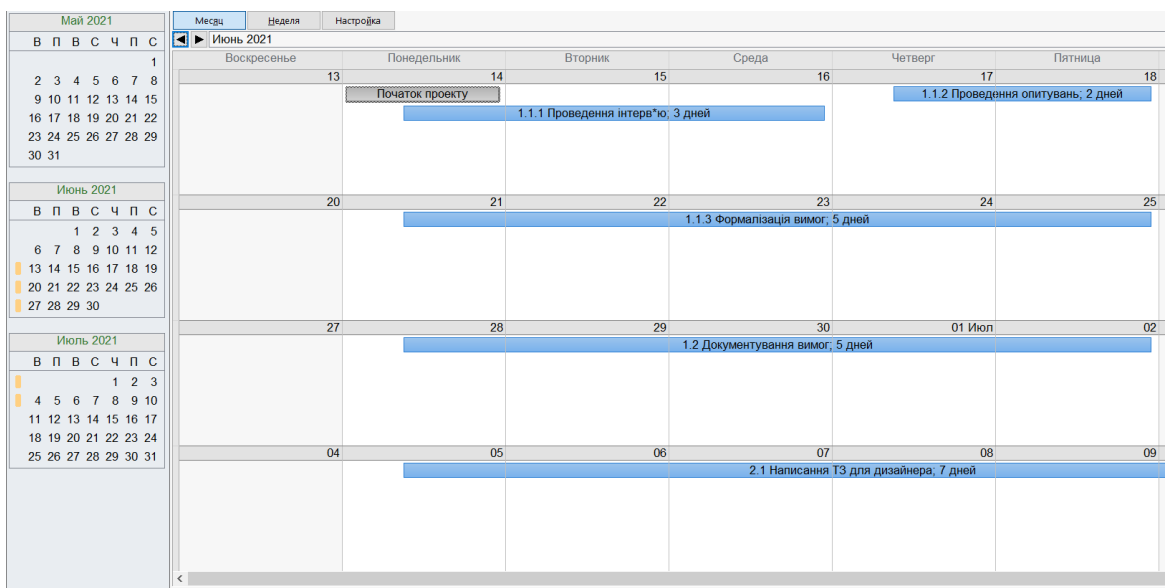 Май 2021
В П В С Ч П С
1
2 3 4 5 6 7 8
9 10 11 12 13 14 15
16 17 18 19 20 21 22
23 24 25 26 27 28 29
30 31
Июнь 2021
В П В С Ч П С
1 2 3 4 5
6 7 8 9 10 11 12
13 14 15 16 17 18 19
20 21 22 23 24 25 26
27 28 29 30
Июль 2021
В П В С Ч П С
1 2 3
4 5 6 7 8 9 10
11 12 13 14 15 16 17
18 19 20 21 22 23 24
25 26 27 28 29 30 31
Месяц Неделя Настройка
Июнь 2021
Воскресенье Понедельник Вторник Среда Четверг Пятница
13 14 15 16 17 18
Початок проекту 1.1.2 Проведення опитувань; 2 дней
1.1.1 Проведення інтерв*ю; 3 дней
20 21 22 23 24 25
1.1.3 Формалізація вимог; 5 дней
27 28 29 30 01 Июл 02
1.2 Документування вимог; 5 дней
04 05 06 07 08 09
2.1 Написання ТЗ для дизайнера; 7 дней